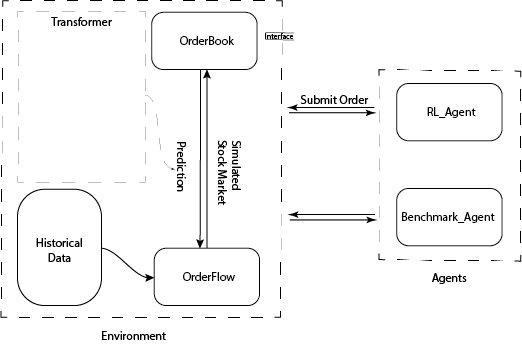 Transformer
OrderBook
Interface
Submit Order
RL_Agent
Prediction
Simulated
Stock Market
Benchmark_Agent
Historical
Data
OrderFlow
Agents
Environment